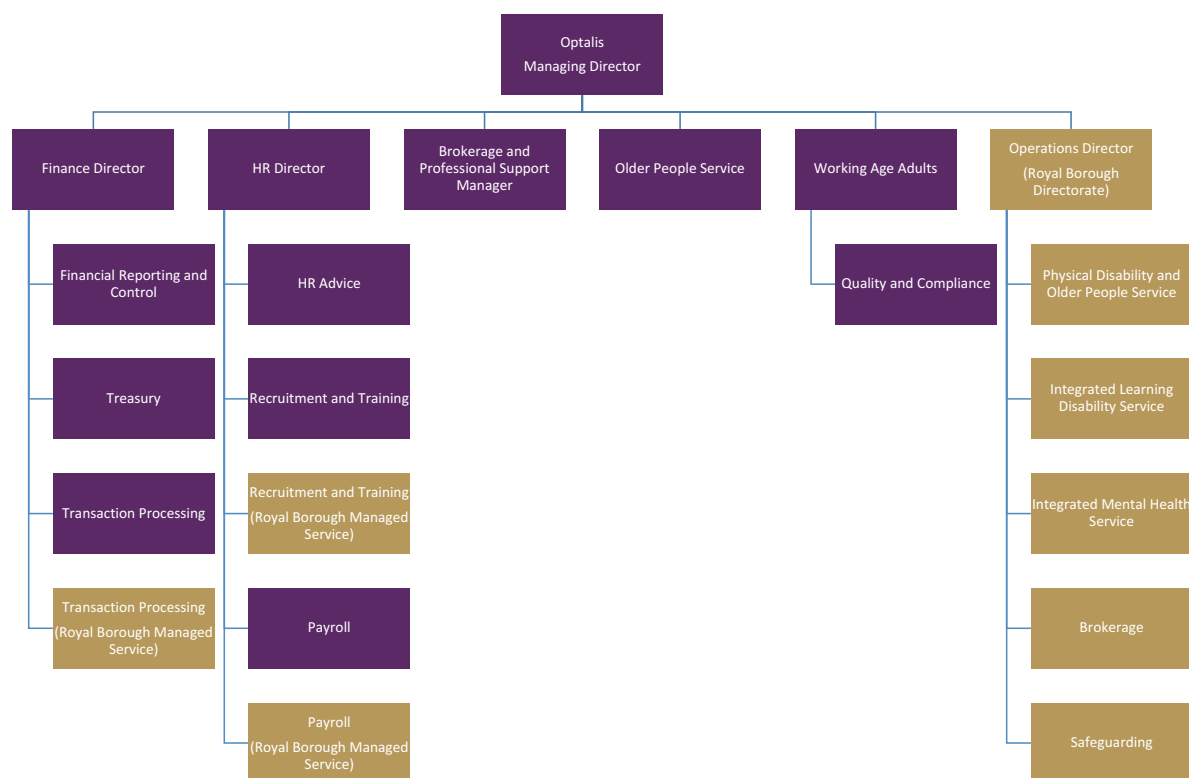 Optalis
Managing Director
Finance Director
HR Director
Brokerage and
Professional Support
Manager
Older People Service
Working Age Adults
Operations Director
(Royal Borough
Directorate)
Financial Reporting and
Control
HR Advice
Quality and Compliance
Physical Disability and
Older People Service
Treasury
Recruitment and Training
Integrated Learning
Disability Service
Transaction Processing
Recruitment and Training
(Royal Borough Managed
Service)
Integrated Mental Health
Service
Transaction Processing
(Royal Borough Managed
Service)
Payroll
Brokerage
Payroll
(Royal Borough Managed
Service)
Safeguarding